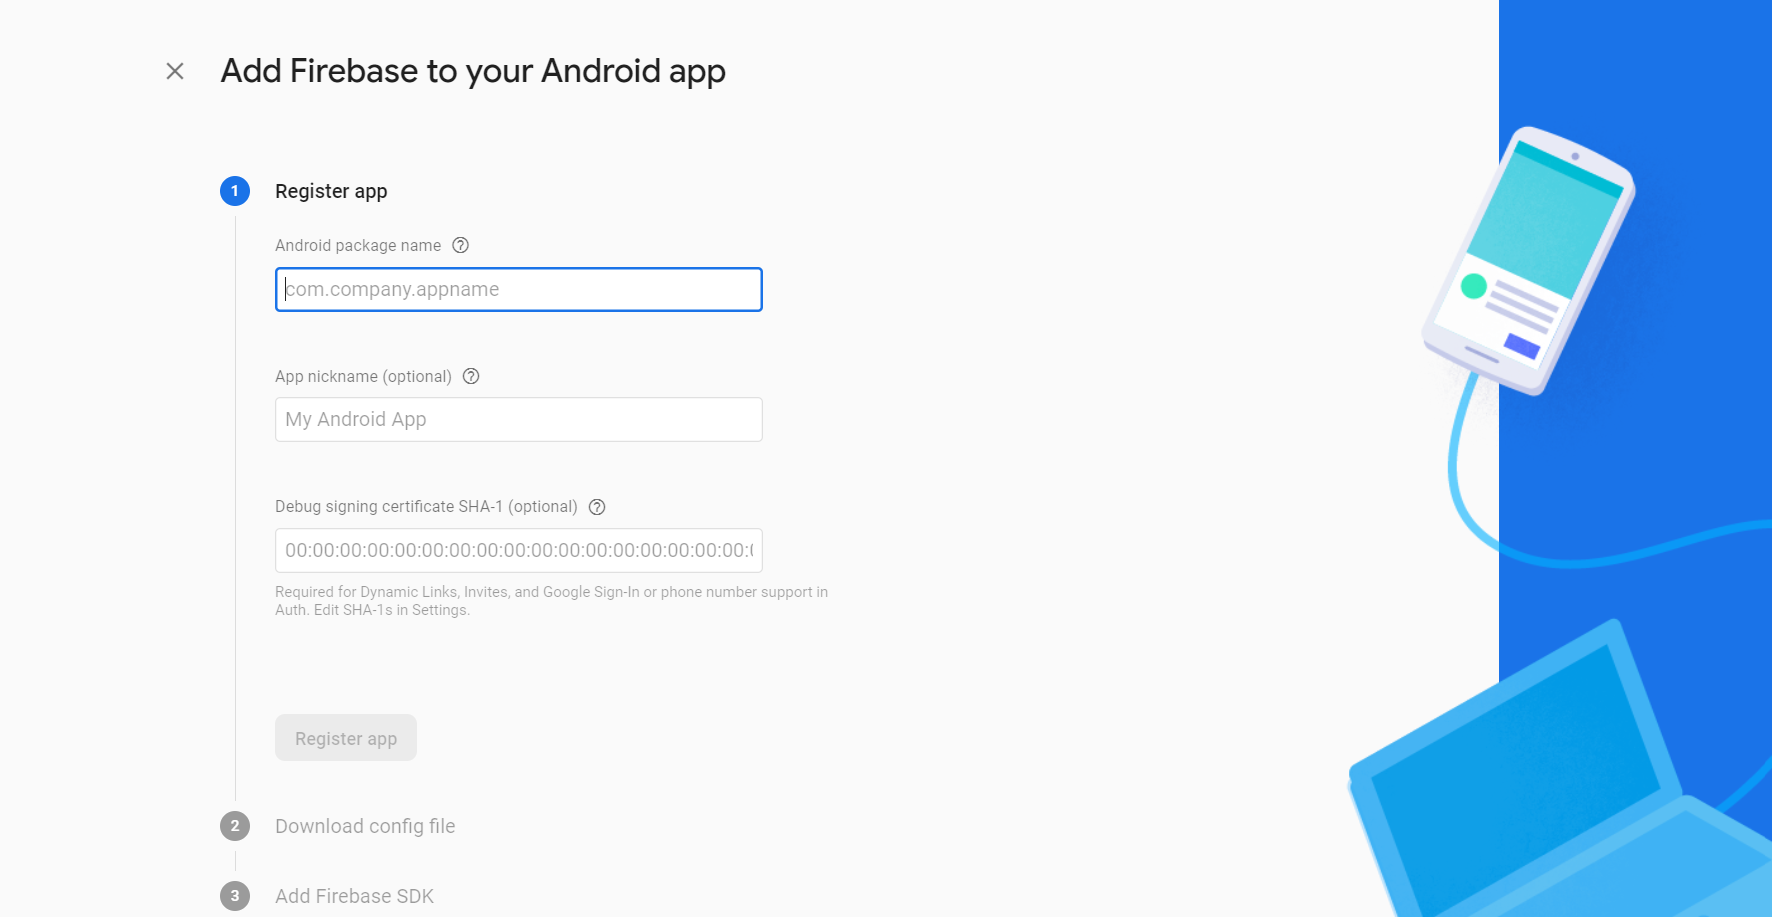 Add Firebase to your Android app
1 Register app
Android package name ?
com.company.appname
App nickname (optional) ?
My Android App
Debug signing certificate SHA-1 (optional) ?
00:00:00:00:00:00:00:00:00:00:00:00:00:00:00:00:00:
Required for Dynamic Links, Invites, and Google Sign-In or phone number support in
Auth. Edit SHA-1s in Settings.
Register app
2 Download config file
3 Add Firebase SDK